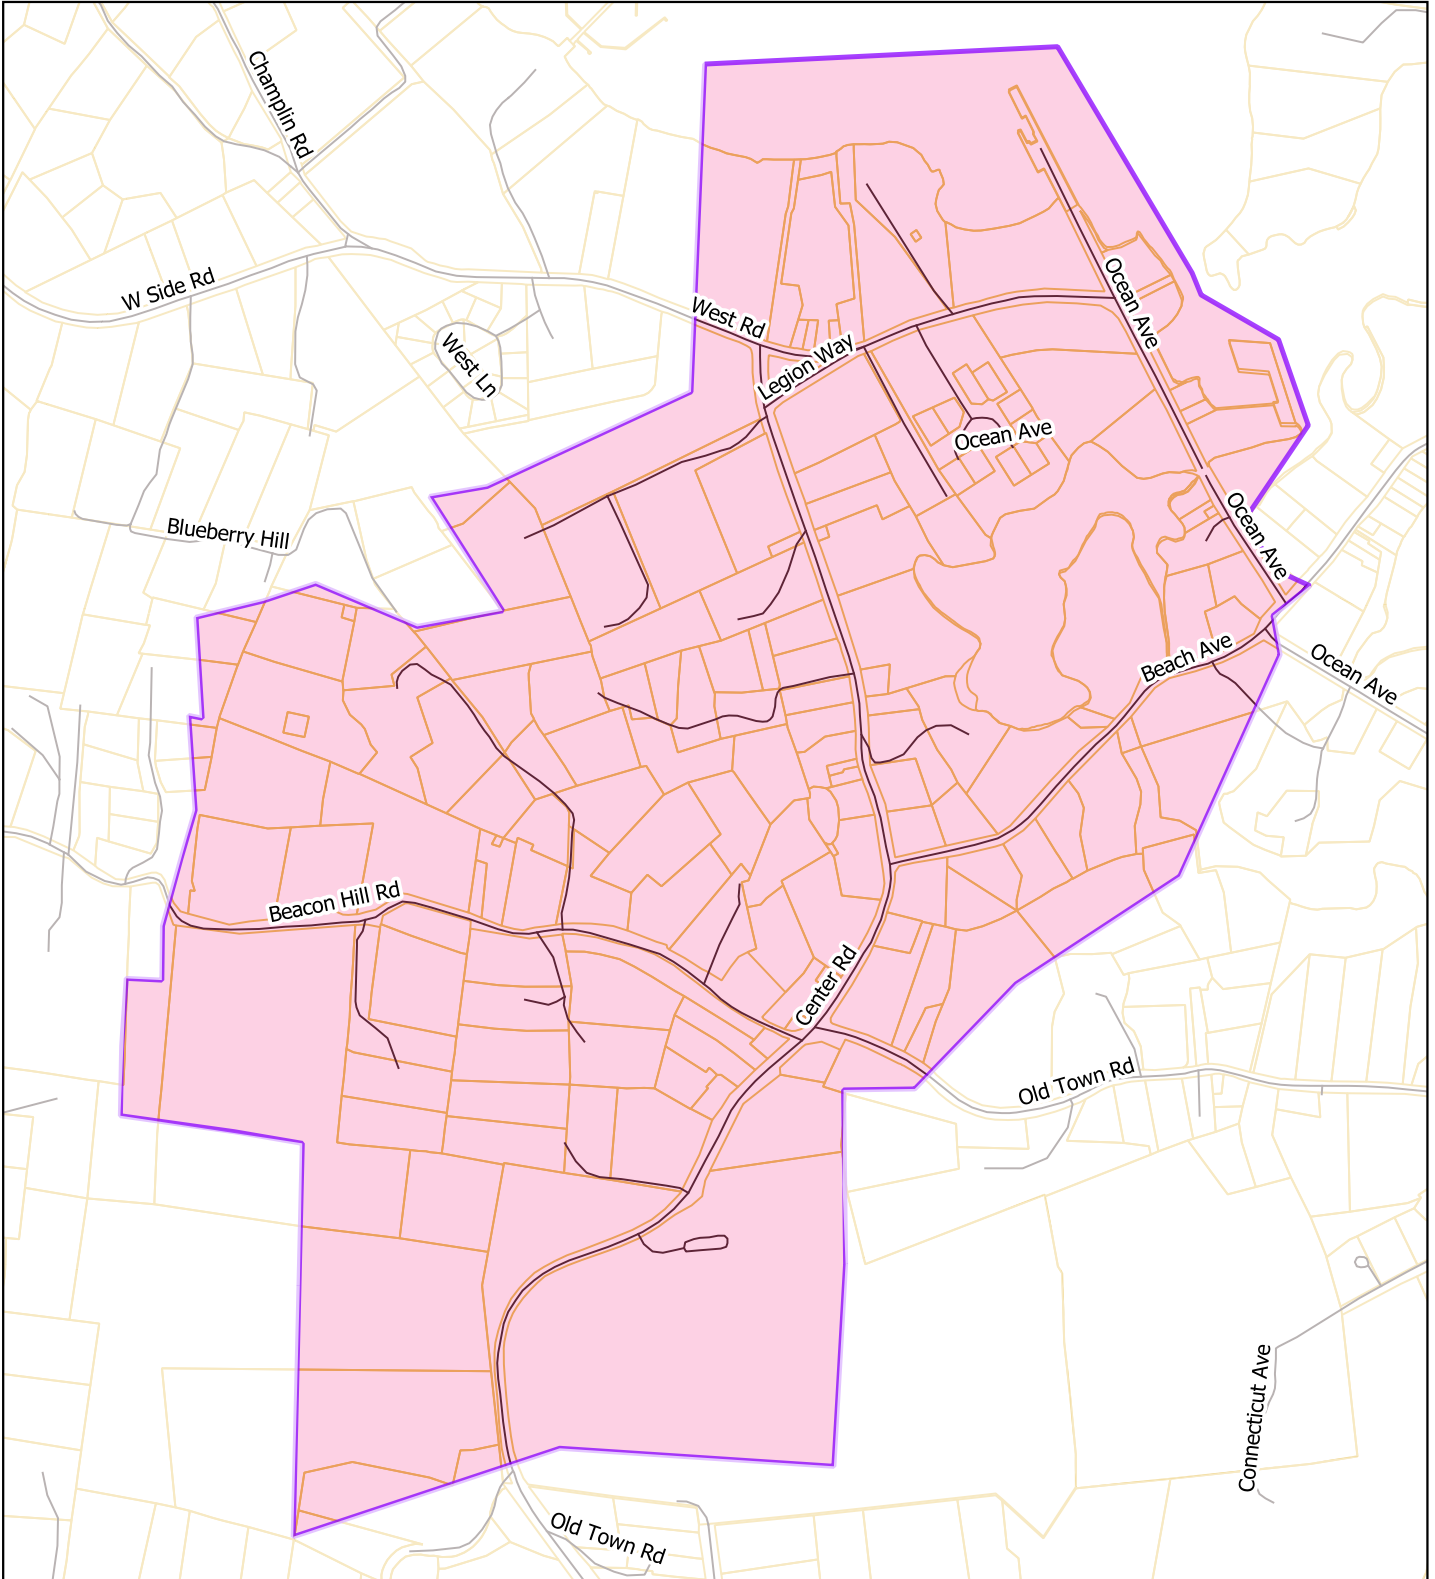 Champlin Rd
W Side Rd
Ocean Ave
West Rd
Legion Way
West Ln
Ocean Ave
Blueberry Hill
Ocean Ave
Beach Ave
Ocean Ave
Beacon Hill Rd
Center Rd
Old Town Rd
Connecticut Ave
Old Town Rd